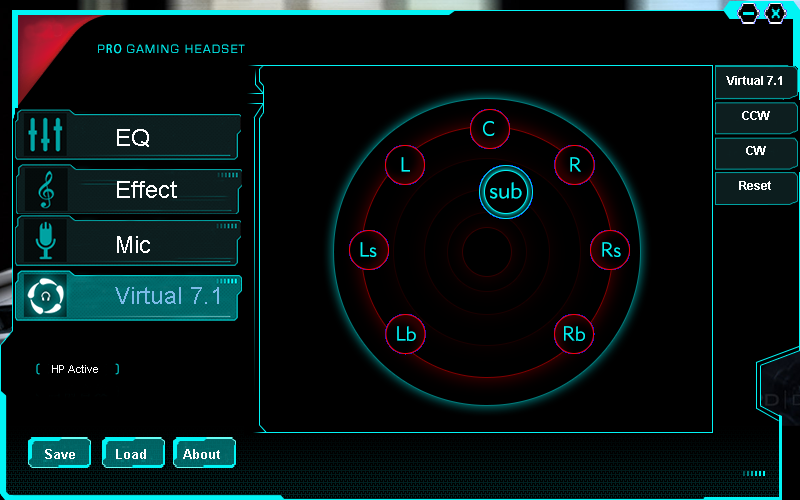 PRO GAMING HEADSET
EQ
Effect
Mic
Virtual 7.1
[ HP Active ]
Save
Load
About
C
L
R
sub
Ls
Rs
Lb
Rb
Virtual 7.1
CCW
CW
Reset